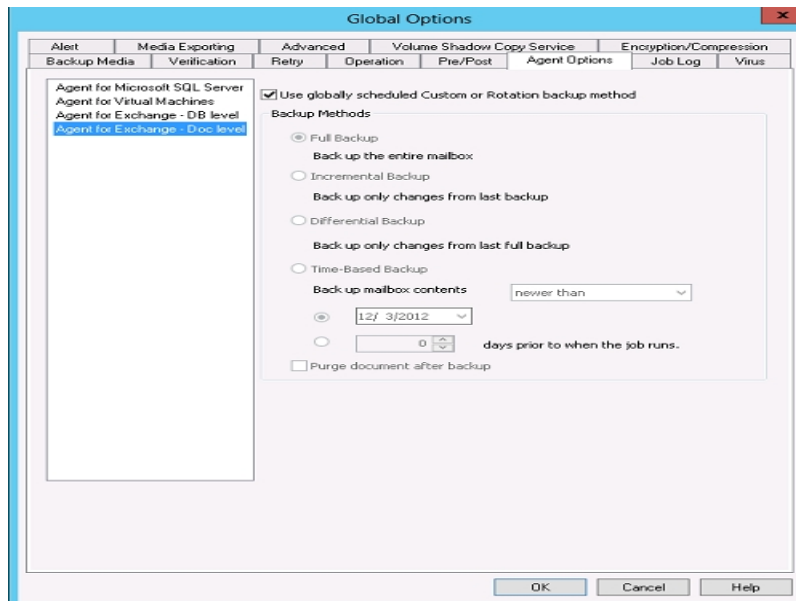 Global Options
Alert Media Exporting Advanced Volume Shadow Copy Service Encryption/Compression
Backup Media Verification Retry Operation Pre/Post Agent Options Job Log Virus
Agent for Microsoft SQL Server
Agent for Virtual Machines
Agent for Exchange - DB level
Agent for Exchange - Doc level
Use globally scheduled Custom or Rotation backup method
Backup Methods
Full Backup
Back up the entire mailbox
Incremental Backup
Back up only changes from last backup
Differential Backup
Back up only changes from last full backup
Time-Based Backup
Back up mailbox contents newer than
12/ 3/2012
0 days prior to when the job runs.
Purge document after backup
OK Cancel Help